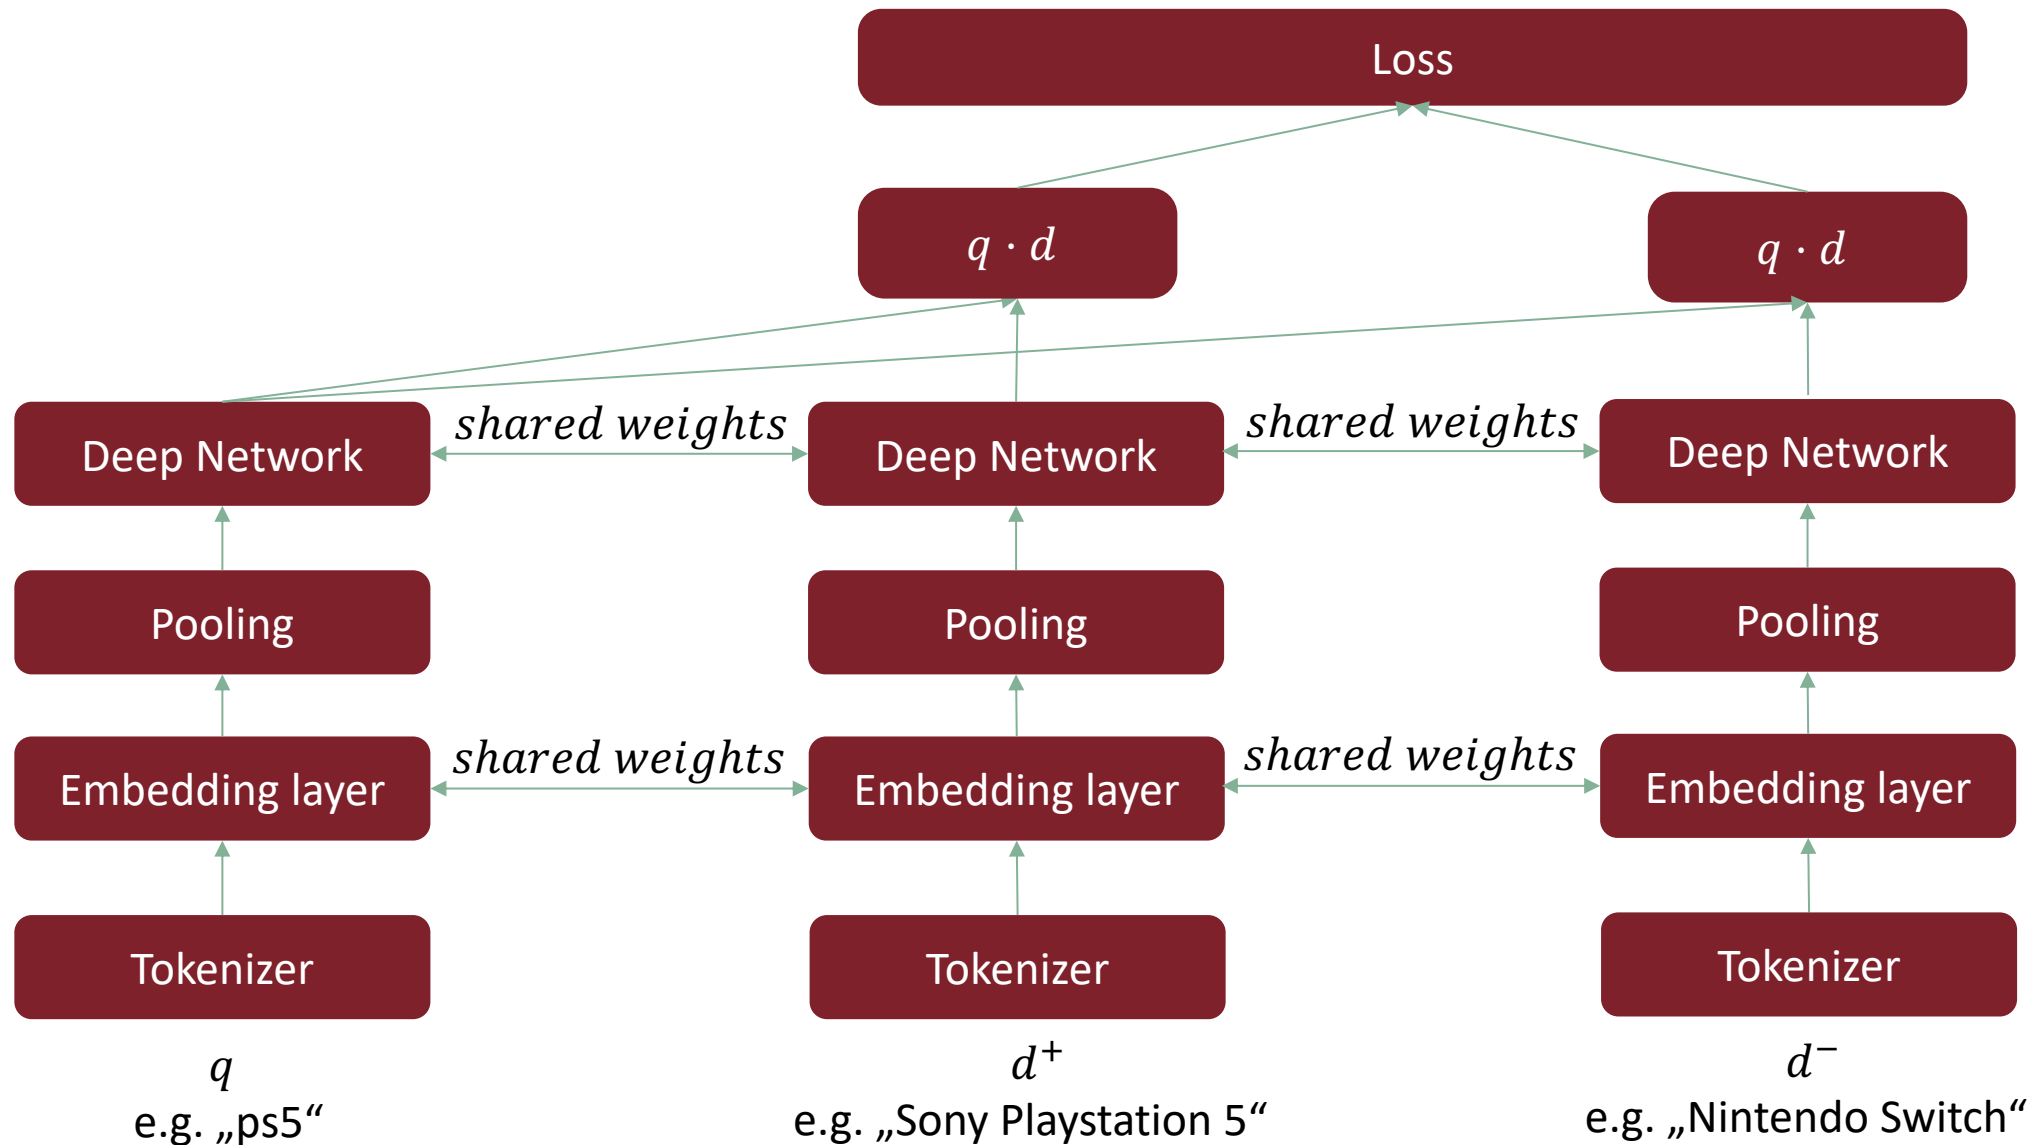 Loss
q · d
q · d
shared weights
shared weights
Deep Network
Deep Network
Deep Network
Pooling
Pooling
Pooling
shared weights
shared weights
Embedding layer
Embedding layer
Embedding layer
Tokenizer
Tokenizer
Tokenizer
q
d⁺
d⁻
e.g. „ps5“
e.g. „Sony Playstation 5“
e.g. „Nintendo Switch“